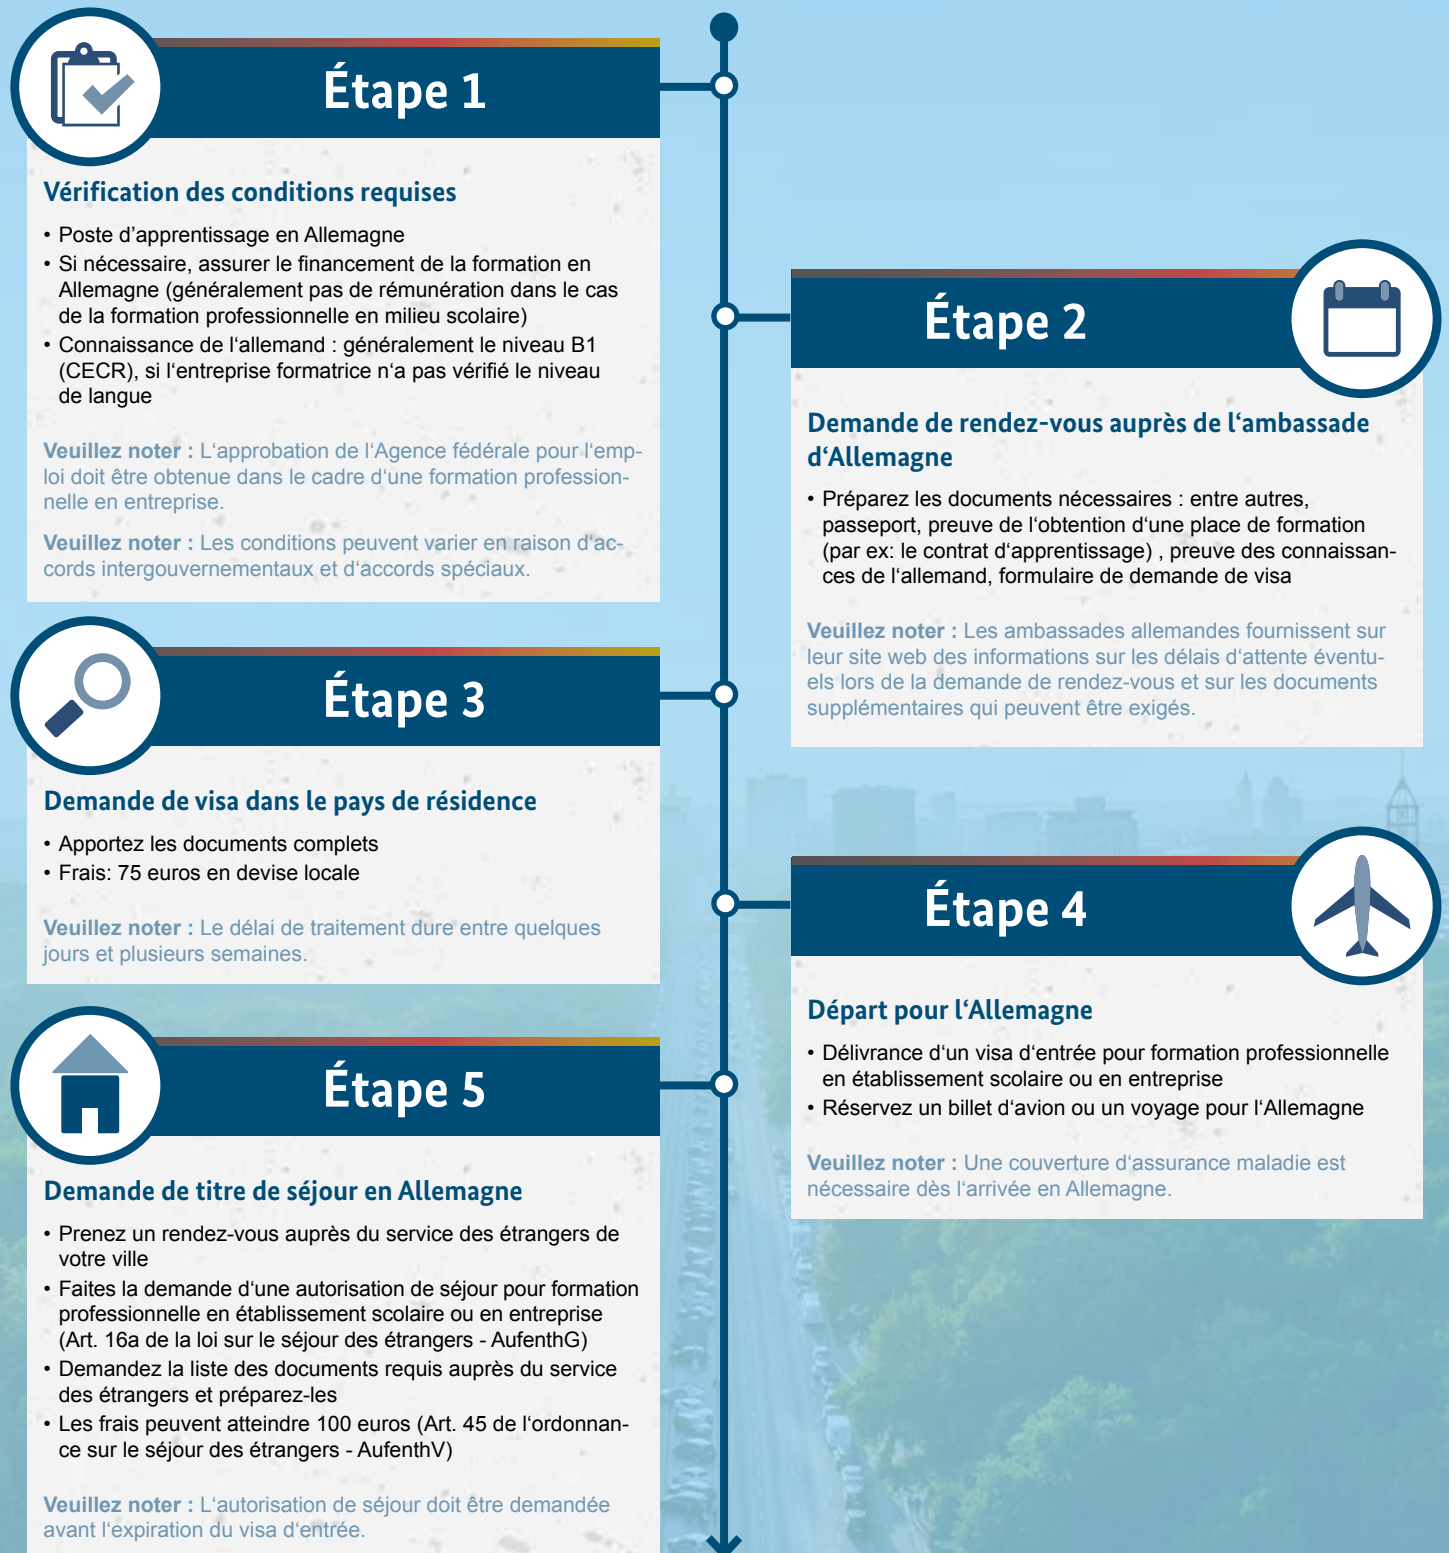 Étape 1
Vérification des conditions requises
• Poste d’apprentissage en Allemagne
• Si nécessaire, assurer le financement de la formation en
Allemagne (généralement pas de rémunération dans le cas
de la formation professionnelle en milieu scolaire)
• Connaissance de l‘allemand : généralement le niveau B1
(CECR), si l‘entreprise formatrice n‘a pas vérifié le niveau
de langue
Veuillez noter : L‘approbation de l‘Agence fédérale pour l‘emp-
loi doit être obtenue dans le cadre d‘une formation profession-
nelle en entreprise.
Veuillez noter : Les conditions peuvent varier en raison d‘ac-
cords intergouvernementaux et d‘accords spéciaux.
Étape 2
Demande de rendez-vous auprès de l‘ambassade
d‘Allemagne
• Préparez les documents nécessaires : entre autres,
passeport, preuve de l‘obtention d‘une place de formation
(par ex: le contrat d‘apprentissage) , preuve des connaissan-
ces de l‘allemand, formulaire de demande de visa
Veuillez noter : Les ambassades allemandes fournissent sur
leur site web des informations sur les délais d‘attente éventu-
els lors de la demande de rendez-vous et sur les documents
supplémentaires qui peuvent être exigés.
Étape 3
Demande de visa dans le pays de résidence
• Apportez les documents complets
• Frais: 75 euros en devise locale
Veuillez noter : Le délai de traitement dure entre quelques
jours et plusieurs semaines.
Étape 4
Départ pour l‘Allemagne
• Délivrance d‘un visa d‘entrée pour formation professionnelle
en établissement scolaire ou en entreprise
• Réservez un billet d‘avion ou un voyage pour l‘Allemagne
Veuillez noter : Une couverture d‘assurance maladie est
nécessaire dès l‘arrivée en Allemagne.
Étape 5
Demande de titre de séjour en Allemagne
• Prenez un rendez-vous auprès du service des étrangers de
votre ville
• Faites la demande d‘une autorisation de séjour pour formation
professionnelle en établissement scolaire ou en entreprise
(Art. 16a de la loi sur le séjour des étrangers - AufenthG)
• Demandez la liste des documents requis auprès du service
des étrangers et préparez-les
• Les frais peuvent atteindre 100 euros (Art. 45 de l‘ordonnan-
ce sur le séjour des étrangers - AufenthV)
Veuillez noter : L‘autorisation de séjour doit être demandée
avant l‘expiration du visa d‘entrée.